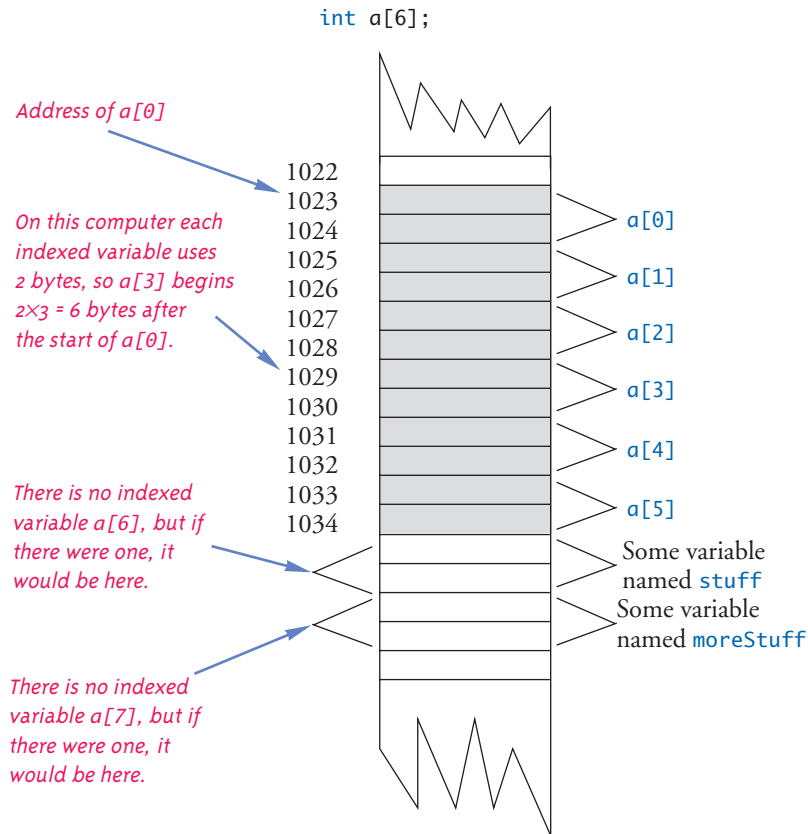 int a[6];
Address of a[0]
1022
1023
1024
1025
1026
1027
1028
1029
1030
1031
1032
1033
1034
On this computer each
indexed variable uses
2 bytes, so a[3] begins
2×3 = 6 bytes after
the start of a[0].
There is no indexed
variable a[6], but if
there were one, it
would be here.
There is no indexed
variable a[7], but if
there were one, it
would be here.
a[0]
a[1]
a[2]
a[3]
a[4]
a[5]
Some variable
named stuff
Some variable
named moreStuff